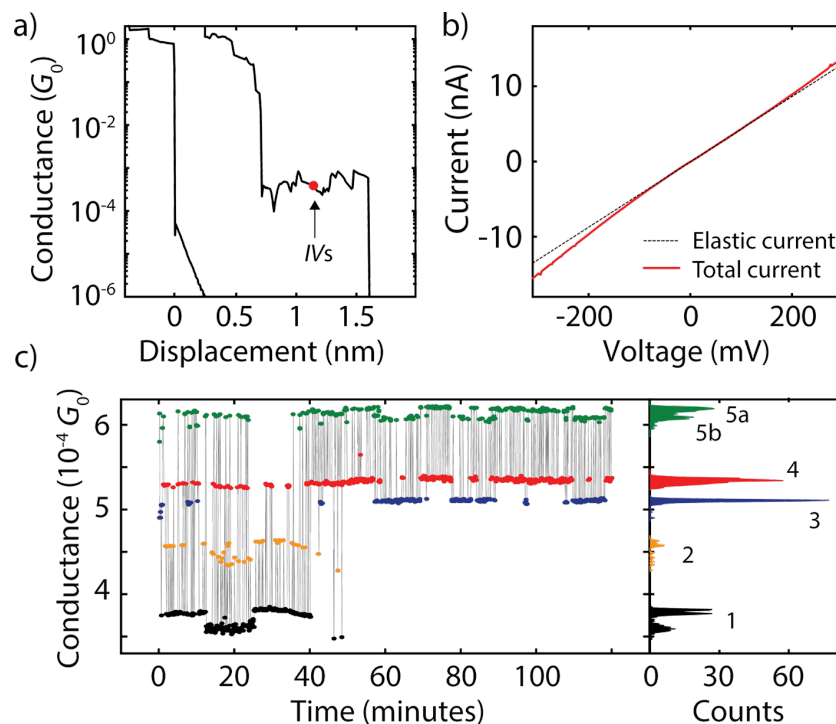 a)
Conductance (G₀)
10⁰
10⁻²
10⁻⁴
10⁻⁶
IVs
0 0.5 1 1.5
Displacement (nm)
b)
Current (nA)
10
0
-10
Elastic current
Total current
-200 0 200
Voltage (mV)
c)
Conductance (10⁻⁴ G₀)
6
5
4
0 20 40 60 80 100
Time (minutes)
5a
5b
4
3
2
1
0 30 60
Counts